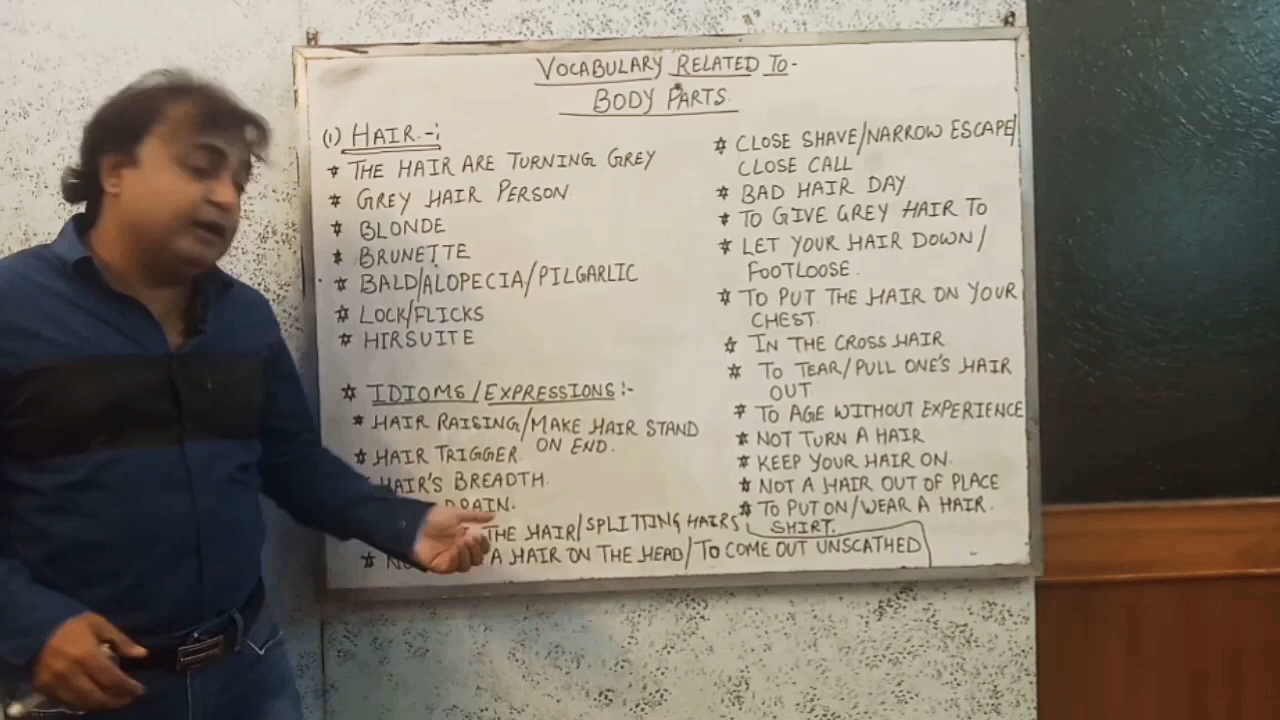 VOCABULARY RELATED TO-
BODY PARTS.
(1) HAIR.-:
* THE HAIR ARE TURNING GREY
* GREY HAIR PERSON
* BLONDE
* BRUNETTE
* BALD/ALOPECIA/PILGARLIC
* LOCK/FLICKS
* HIRSUITE
* IDIOMS/EXPRESSIONS:-
* HAIR RAISING/MAKE HAIR STAND
ON END.
* HAIR TRIGGER.
HAIR'S BREADTH.
DRAIN.
THE HAIR/SPLITTING HAIRS
* A HAIR ON THE HEAD/TO COME OUT UNSCATHED
* CLOSE SHAVE/NARROW ESCAPE/
CLOSE CALL
* BAD HAIR DAY
* TO GIVE GREY HAIR TO
* LET YOUR HAIR DOWN/
FOOTLOOSE.
* TO PUT THE HAIR ON YOUR
CHEST.
* IN THE CROSS HAIR
* TO TEAR/PULL ONE'S HAIR
OUT
* TO AGE WITHOUT EXPERIENCE
* NOT TURN A HAIR
* KEEP YOUR HAIR ON.
* NOT A HAIR OUT OF PLACE
* TO PUT ON/WEAR A HAIR.
SHIRT.